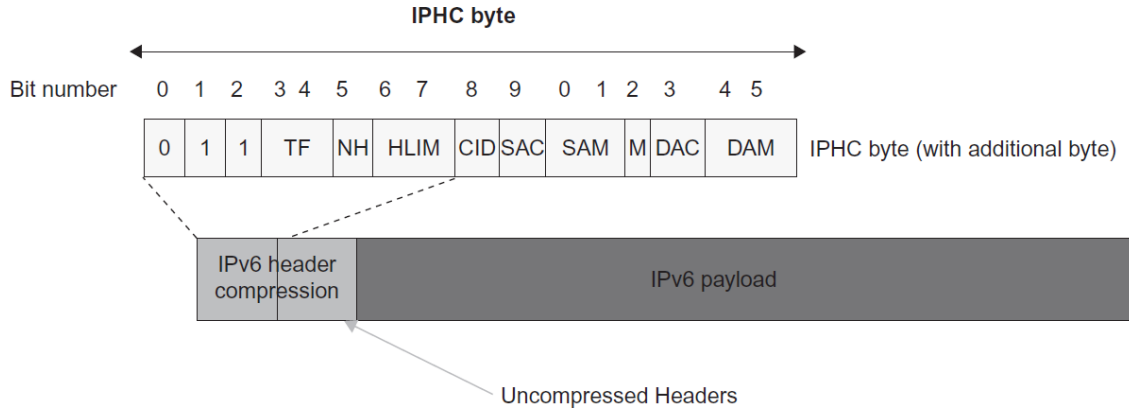 IPHC byte
Bit number 0 1 2 3 4 5 6 7 8 9 0 1 2 3 4 5
0 1 1 TF NH HLIM CID SAC SAM M DAC DAM IPHC byte (with additional byte)
IPv6 header
compression
IPv6 payload
Uncompressed Headers